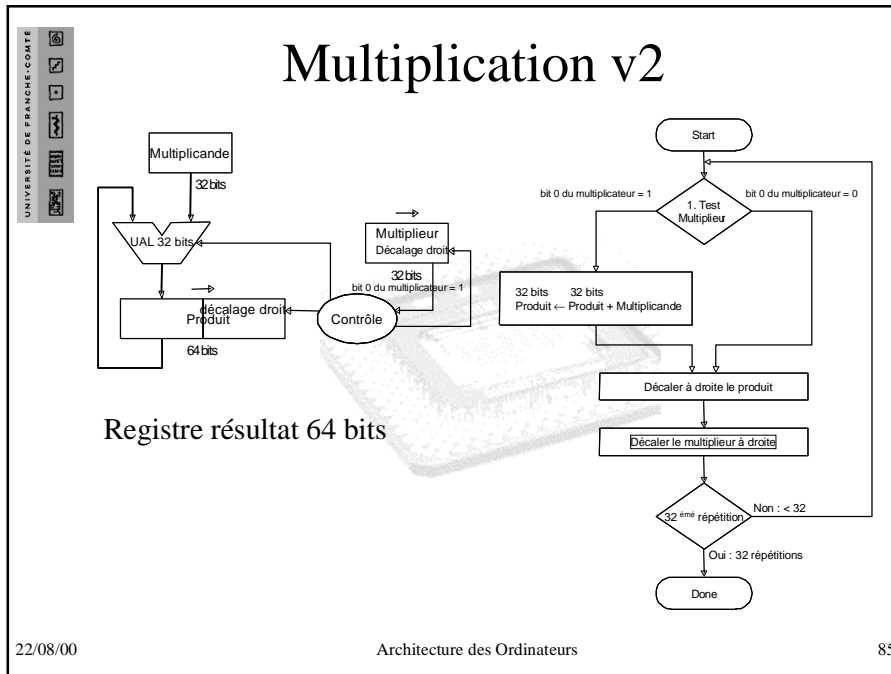 UNIVERSITÉ DE FRANCHE-COMTÉ
Multiplication v2
Multiplicande
32 bits
UAL 32 bits
Multiplieur
Décalage droit
32 bits
bit 0 du multiplicateur = 1
décalage droit
Produit
64 bits
Contrôle
Registre résultat 64 bits
Start
bit 0 du multiplicateur = 1
bit 0 du multiplicateur = 0
1. Test
Multiplieur
32 bits 32 bits
Produit ← Produit + Multiplicande
Décaler à droite le produit
Décaler le multiplieur à droite
32 émé répétition
Non : < 32
Oui : 32 répétitions
Done
22/08/00
Architecture des Ordinateurs
85